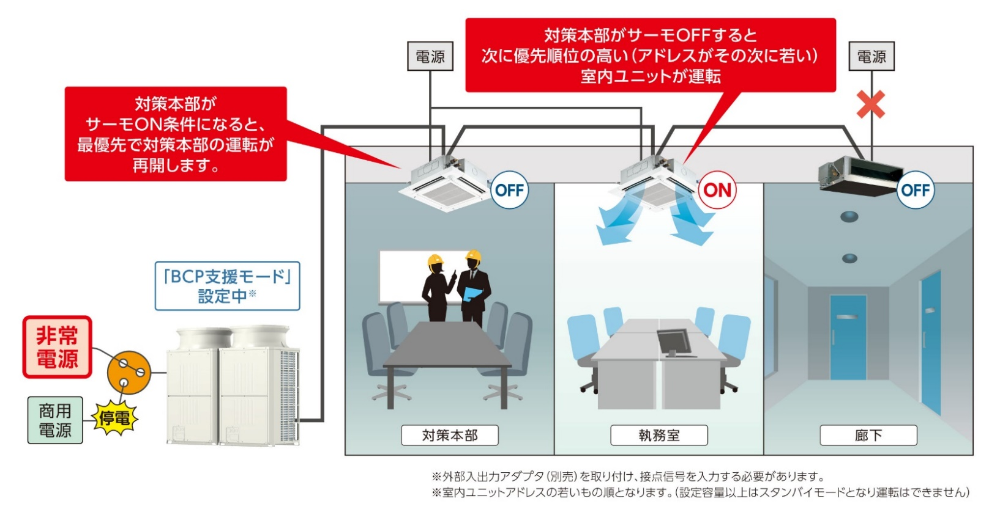 対策本部がサーモOFFすると
次に優先順位の高い(アドレスがその次に若い)
室内ユニットが運転
電源
電源
対策本部が
サーモON条件になると、
最優先で対策本部の運転が
再開します。
OFF
ON
OFF
「BCP支援モード」
設定中※
非常
電源
商用
電源
停電
対策本部
執務室
廊下
※外部入出力アダプタ(別売)を取り付け、接点信号を入力する必要があります。
※室内ユニットアドレスの若いもの順となります。(設定容量以上はスタンバイモードとなり運転はできません)